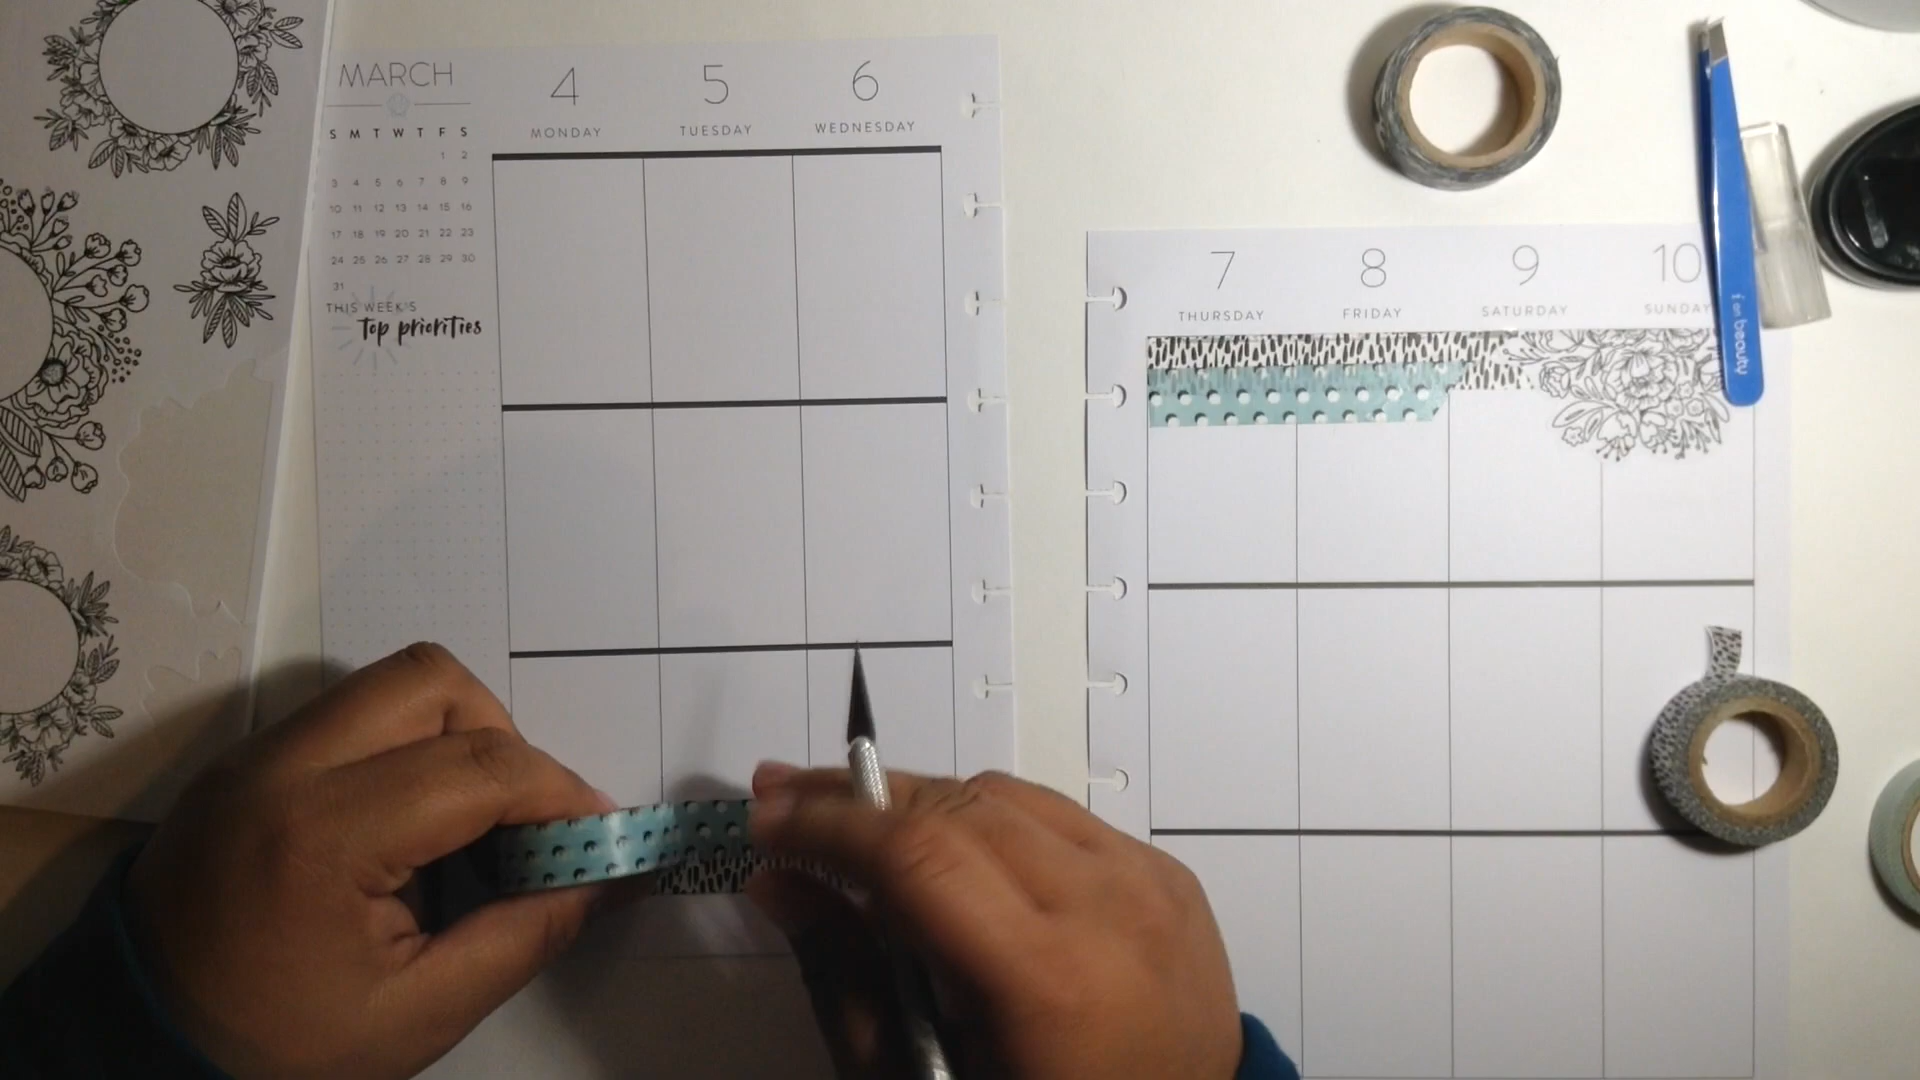 MARCH
S M T W T F S
1 2
3 4 5 6 7 8 9
10 11 12 13 14 15 16
17 18 19 20 21 22 23
24 25 26 27 28 29 30
31
THIS WEEK'S
top priorities
4 5 6
MONDAY TUESDAY WEDNESDAY
7 8 9 10
THURSDAY FRIDAY SATURDAY SUNDAY
i am beauty